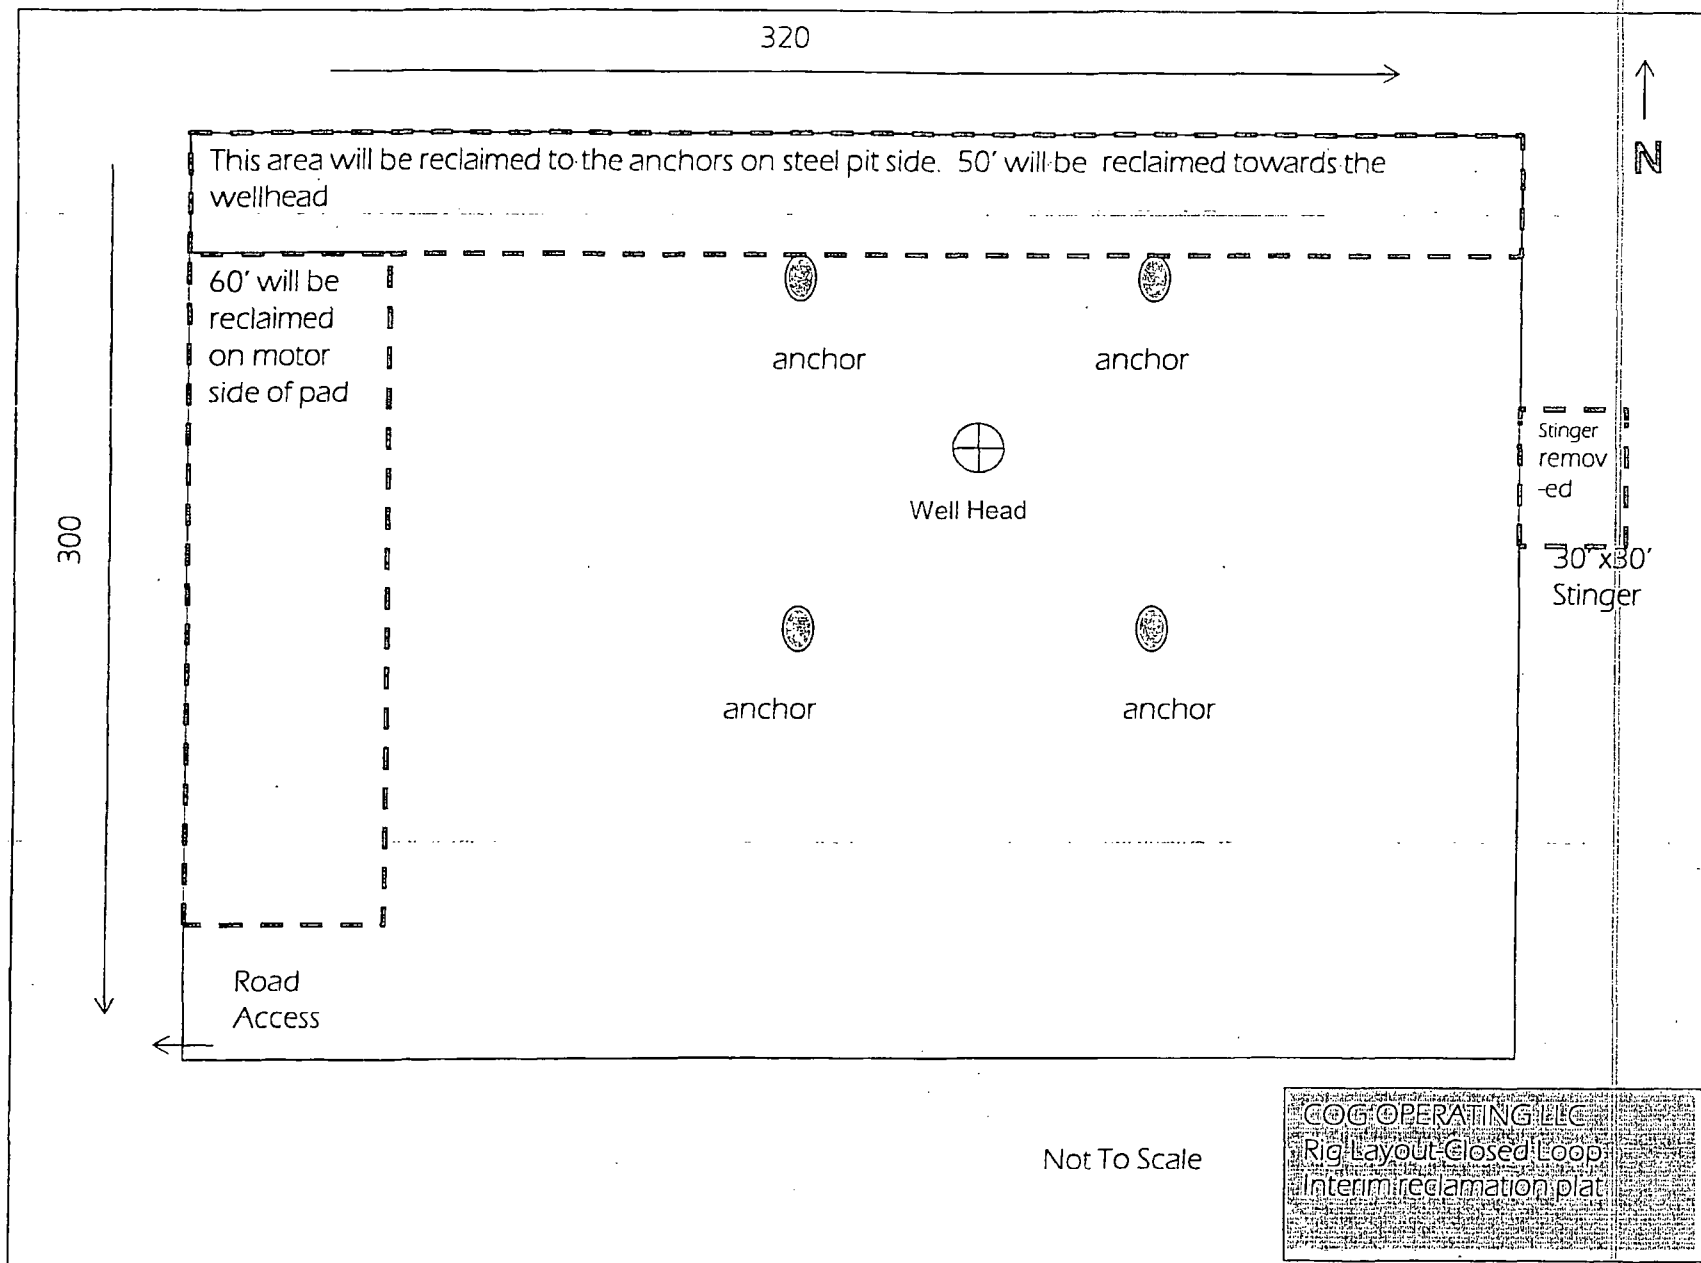 320
N
This area will be reclaimed to the anchors on steel pit side. 50' will be reclaimed towards the
wellhead
60' will be
reclaimed
on motor
side of pad
anchor
anchor
Stinger
remov
-ed
Well Head
300
30' x30'
Stinger
anchor
anchor
Road
Access
Not To Scale
COG OPERATING LLC
Rig Layout-Closed Loop
Interim reclamation plat